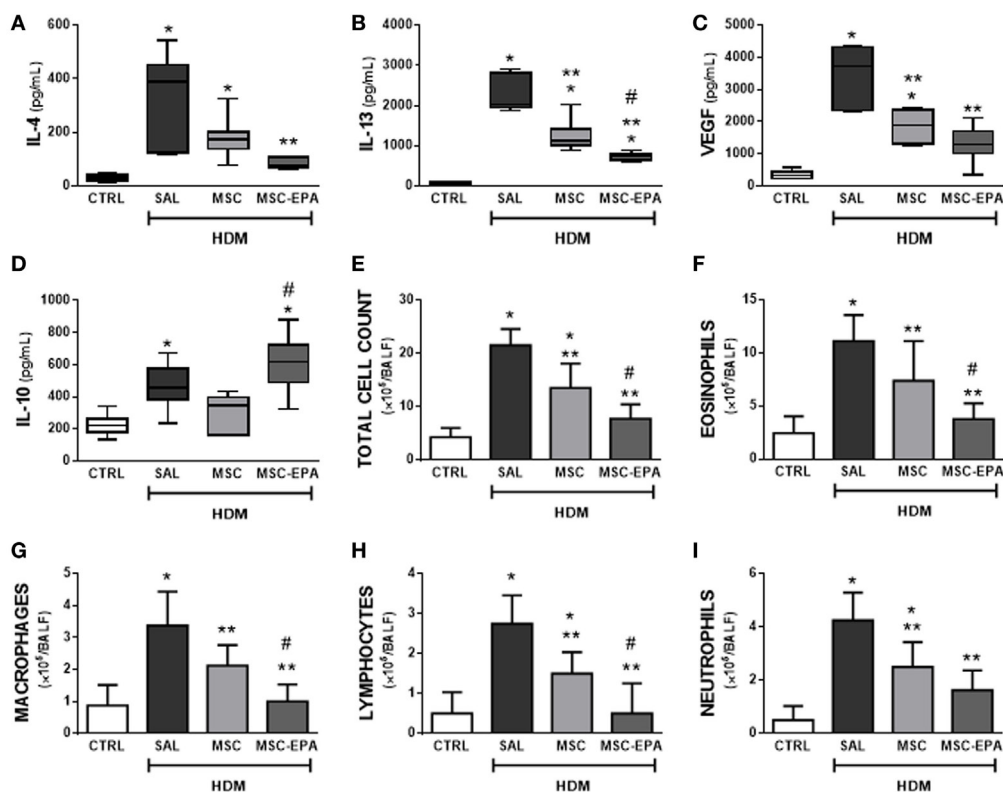 A
IL-4 (pg/mL)
600
400
200
0
*
*
**
CTRL SAL MSC MSC-EPA
HDM
B
IL-13 (pg/mL)
4000
3000
2000
1000
0
*
**
*
#
**
*
CTRL SAL MSC MSC-EPA
HDM
C
VEGF (pg/mL)
5000
4000
3000
2000
1000
0
*
**
*
**
CTRL SAL MSC MSC-EPA
HDM
D
IL-10 (pg/mL)
1000
800
600
400
200
0
*
#
*
CTRL SAL MSC MSC-EPA
HDM
E
TOTAL CELL COUNT
(×10⁵/BALF)
30
20
10
0
*
*
**
#
**
CTRL SAL MSC MSC-EPA
HDM
F
EOSINOPHILS
(×10⁵/BALF)
15
10
5
0
*
**
#
**
CTRL SAL MSC MSC-EPA
HDM
G
MACROPHAGES
(×10⁵/BALF)
5
4
3
2
1
0
*
**
#
**
CTRL SAL MSC MSC-EPA
HDM
H
LYMPHOCYTES
(×10⁵/BALF)
4
3
2
1
0
*
*
**
#
**
CTRL SAL MSC MSC-EPA
HDM
I
NEUTROPHILS
(×10⁵/BALF)
6
4
2
0
*
*
**
**
CTRL SAL MSC MSC-EPA
HDM